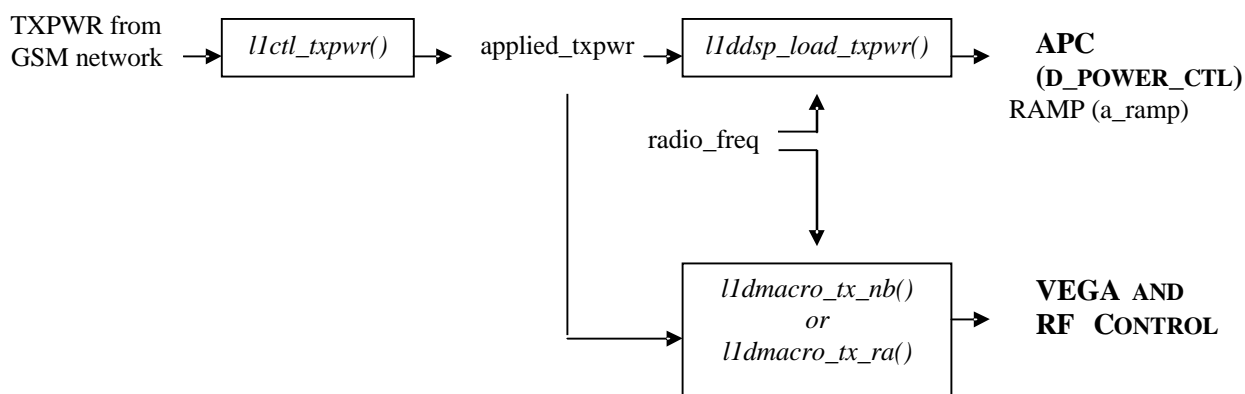 TXPWR from
GSM network
l1ctl_txpwr()
applied_txpwr
l1ddsp_load_txpwr()
APC
(D_POWER_CTL)
RAMP (a_ramp)
radio_freq
l1dmacro_tx_nb()
or
l1dmacro_tx_ra()
VEGA AND
RF CONTROL